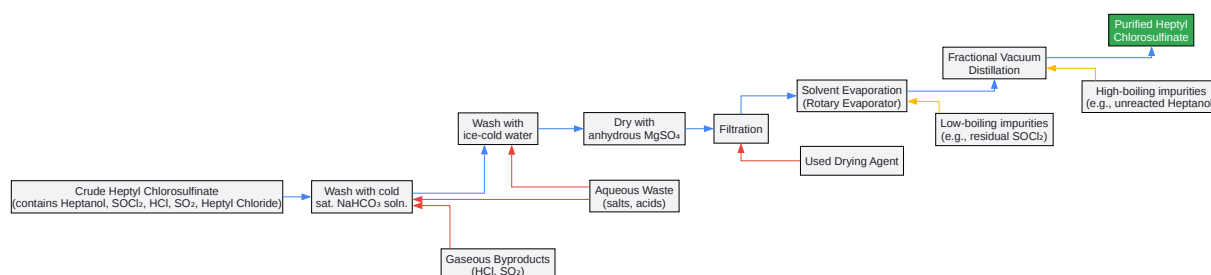 Crude Heptyl Chlorosulfinate
(contains Heptanol, SOCl₂, HCl, SO₂, Heptyl Chloride)
Wash with cold
sat. NaHCO₃ soln.
Gaseous Byproducts
(HCl, SO₂)
Wash with
ice-cold water
Aqueous Waste
(salts, acids)
Dry with
anhydrous MgSO₄
Filtration
Used Drying Agent
Solvent Evaporation
(Rotary Evaporator)
Low-boiling impurities
(e.g., residual SOCl₂)
Fractional Vacuum
Distillation
High-boiling impurities
(e.g., unreacted Heptanol)
Purified Heptyl
Chlorosulfinate